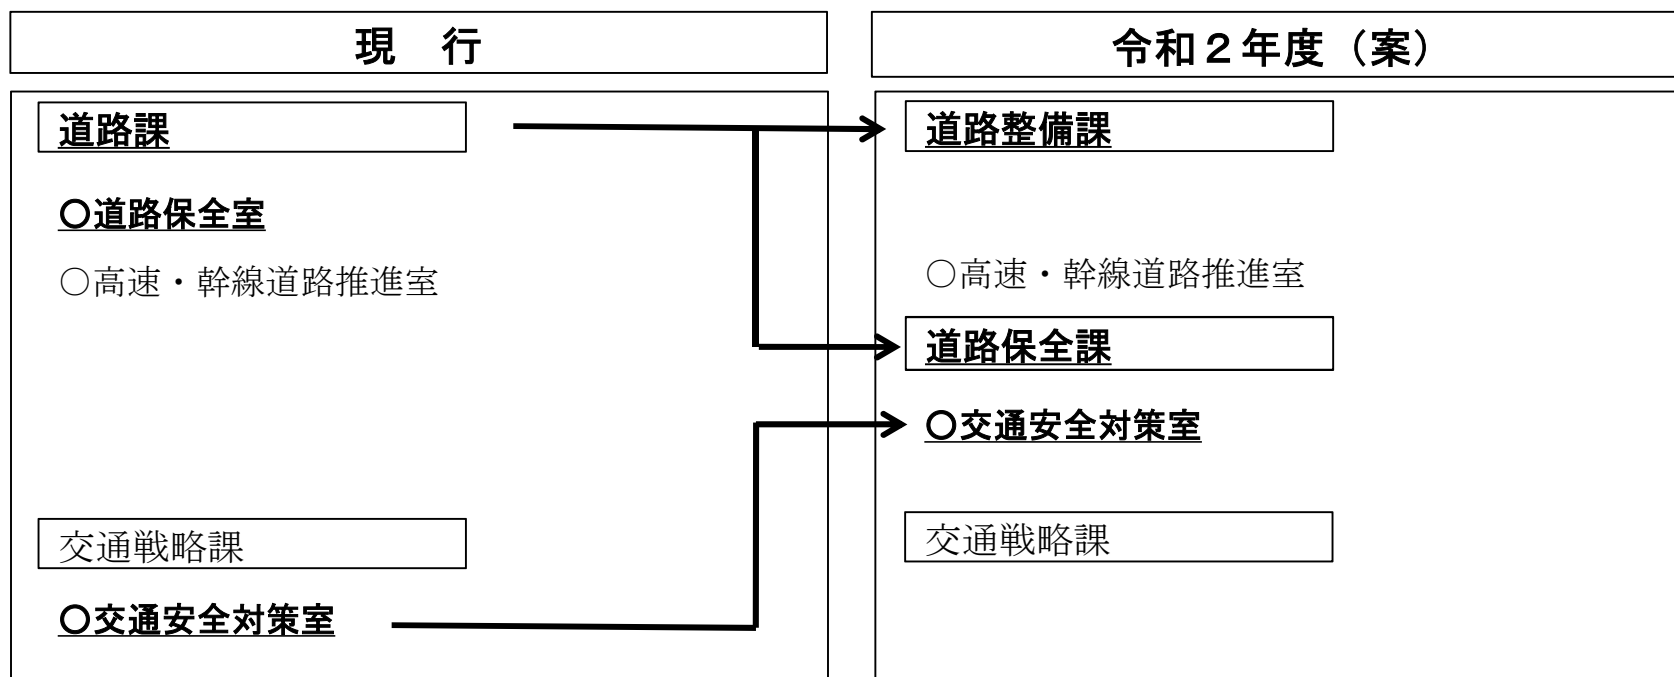 現　行
道路課
○道路保全室
○高速・幹線道路推進室
交通戦略課
○交通安全対策室
令和２年度（案）
道路整備課
○高速・幹線道路推進室
道路保全課
○交通安全対策室
交通戦略課